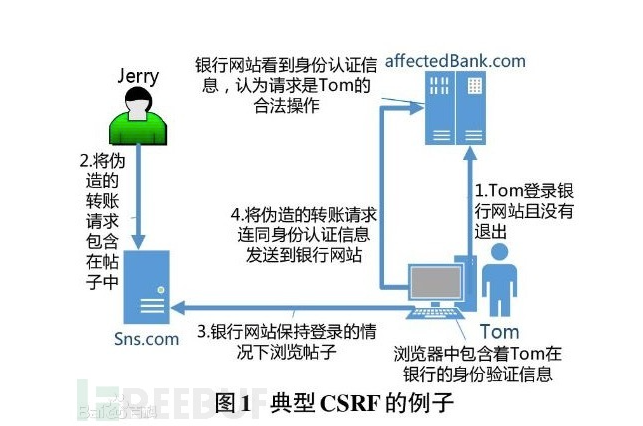 银行网站看到身份认证信
息，认为请求是Tom的
合法操作
affectedBank.com
Jerry
2.将伪
造的
转账
请求
包含
在帖
子中
1.Tom登录银
行网站且没有
退出
4.将伪造的转账请求
连同身份认证信息
发送到银行网站
Sns.com
3.银行网站保持登录的情
况下浏览帖子
Tom
浏览器中包含着Tom在
银行的身份验证信息
REEBUF
Bai百科
图1 典型CSRF的例子